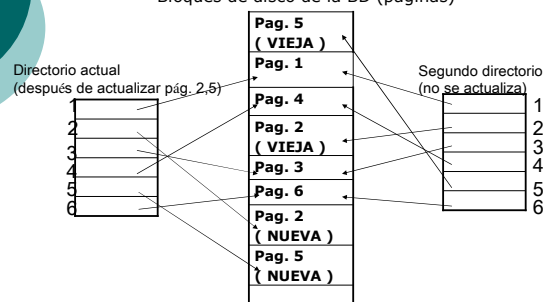 Bloques de disco de la BD (páginas)
Directorio actual
(después de actualizar pág. 2,5)
1
2
3
4
5
6
Pag. 5
( VIEJA )
Pag. 1
Pag. 4
Pag. 2
( VIEJA )
Pag. 3
Pag. 6
Pag. 2
( NUEVA )
Pag. 5
( NUEVA )
Segundo directorio
(no se actualiza)
1
2
3
4
5
6